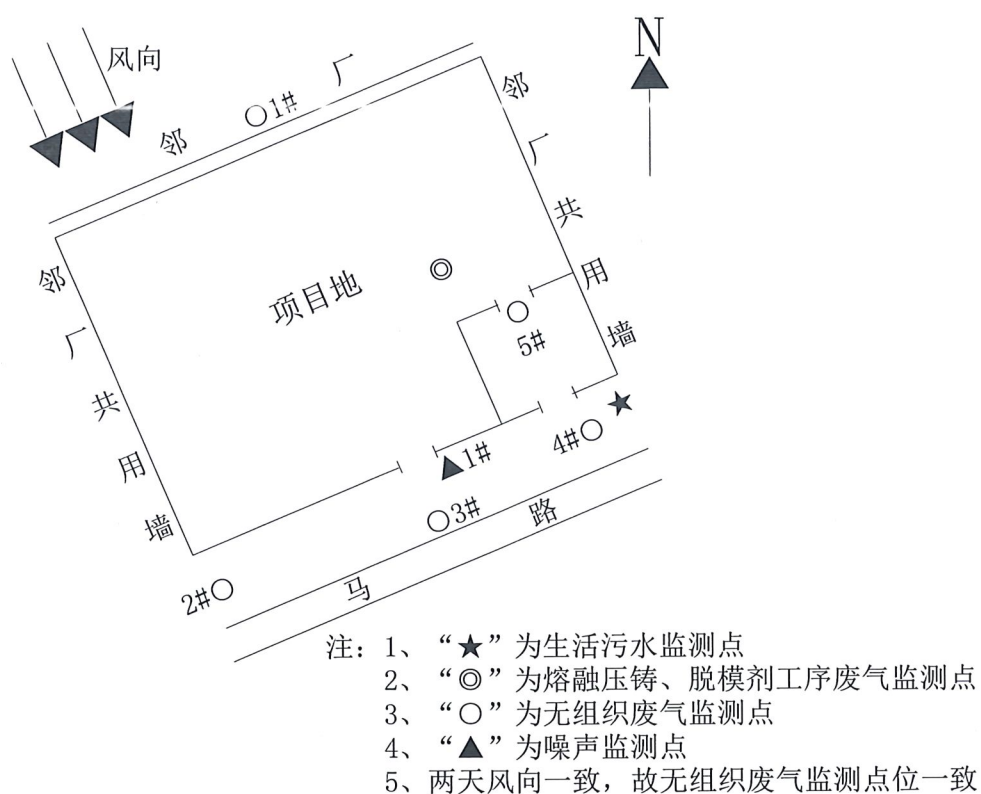 N
风向
邻厂
○1#
邻厂共用墙
邻厂共用墙
项目地
◎
○
5#
4#○
★
▲1#
○3#
2#○
马路
注：1、“★”为生活污水监测点
2、“◎”为熔融压铸、脱模剂工序废气监测点
3、“○”为无组织废气监测点
4、“▲”为噪声监测点
5、两天风向一致，故无组织废气监测点位一致